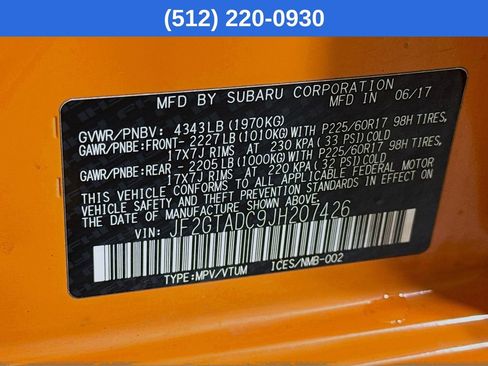 (512) 220-0930
MFD BY SUBARU CORPORATION 06/17
GVWR/PNBV: 4343LB(1970KG)
GAWR/PNBE:FRONT- 2227LB(1010KG)WITH P225/60R17 98H TIRES,
17X7J RIMS AT 230 KPA(33 PSI)COLD
GAWR/PNBE:REAR - 2205LB(1000KG)WITH P225/60R17 98H TIRES,
17X7J RIMS AT 220 KPA(32 PSI)COLD
THIS VEHICLE CONFORMS TO ALL APPLICABLE FEDERAL MOTOR
VEHICLE SAFETY AND THEFT PREVENTION STANDARDS
IN EFFECT ON THE DATE OF MANUFACTURE SHOWN ABOVE.
VIN: JF2GTADC9JH207426
TYPE:MPV/VTUM ICES/NMB-002